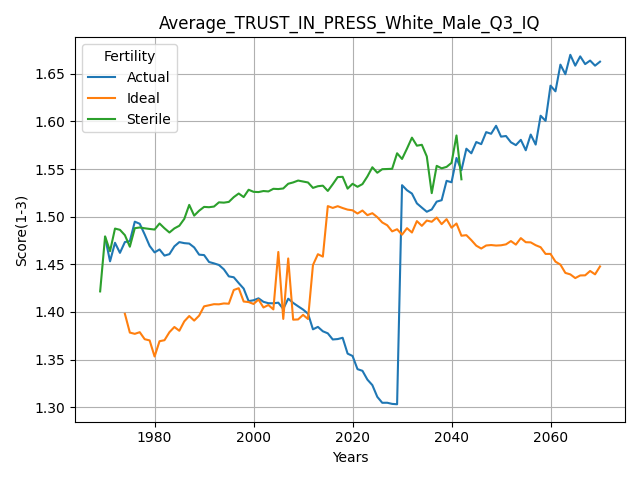 Average_TRUST_IN_PRESS_White_Male_Q3_IQ
Fertility
Actual
Ideal
Sterile
Score(1-3)
1.65
1.60
1.55
1.50
1.45
1.40
1.35
1.30
1980 2000 2020 2040 2060
Years